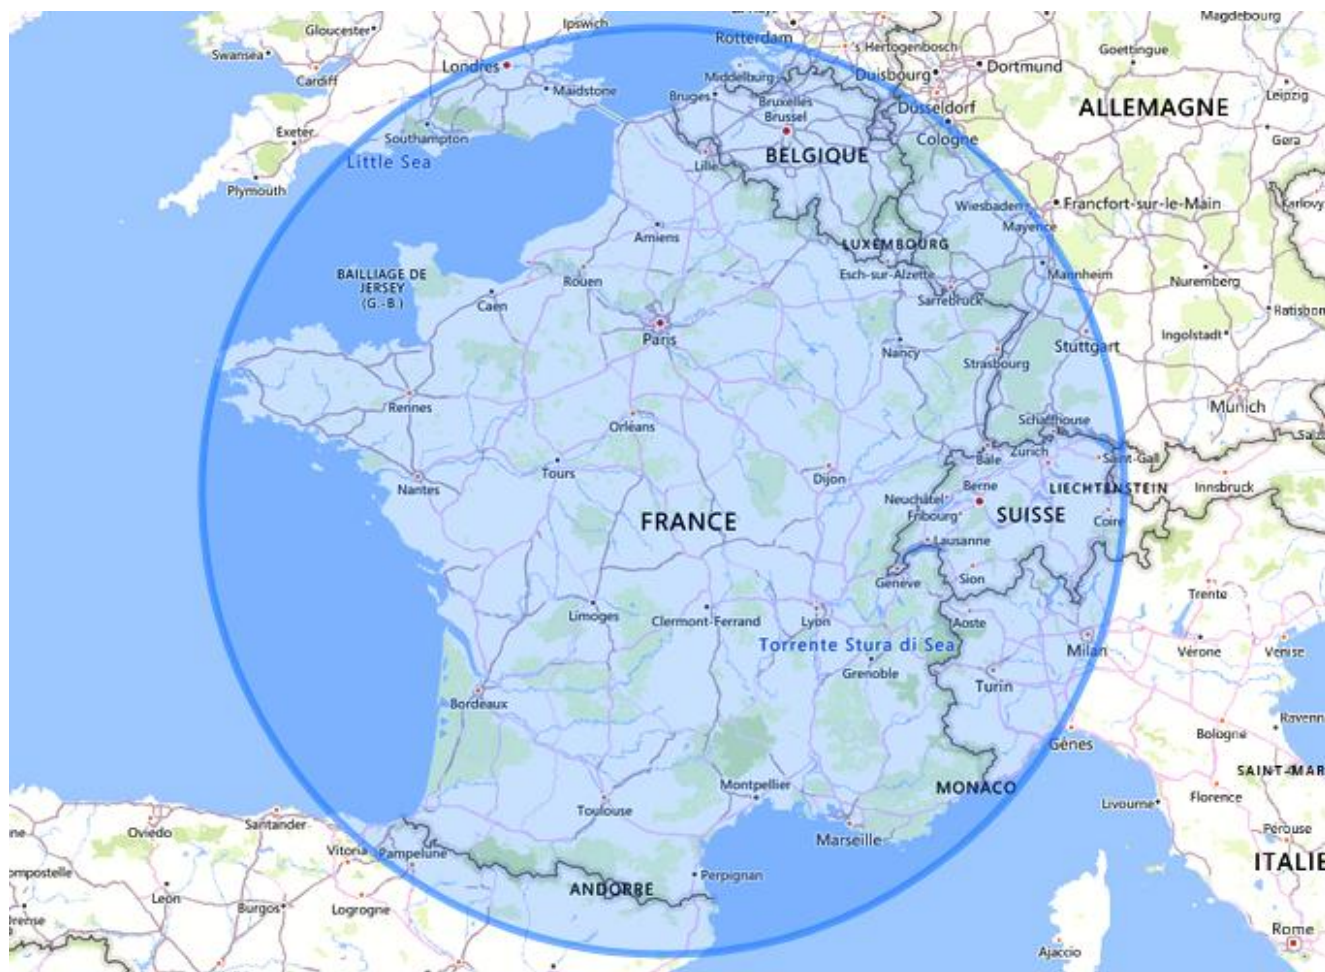 Ipswich
Magdebourg
Gloucester
Rotterdam
's Hertogenbosch
Goettingue
Swansea
Londres
Duisbourg
Dortmund
Cardiff
Middelburg
Maidstone
Bruges
Bruxelles
Brussel
Düsseldorf
ALLEMAGNE
Leipzig
Exeter
Southampton
Cologne
Gera
Little Sea
Lille
BELGIQUE
Plymouth
Wiesbaden
Francfort-sur-le-Main
Karlovy
Mayence
Amiens
LUXEMBOURG
BAILLIAGE DE
JERSEY
(G.-B.)
Rouen
Esch-sur-Alzette
Mannheim
Nuremberg
Caen
Sarrebruck
Ratisbon
Paris
Nancy
Strasbourg
Stuttgart
Ingolstadt
Rennes
Munich
Orléans
Schaffhouse
Salz
Tours
Dijon
Bâle
Zurich
Saint-Gall
Nantes
Berne
LIECHTENSTEIN
Innsbruck
Neuchâtel
Fribourg
SUISSE
Coire
FRANCE
Lausanne
Genève
Sion
Trente
Limoges
Clermont-Ferrand
Lyon
Aoste
Torrente Stura di Sea
Milan
Vérone
Venise
Grenoble
Turin
Bordeaux
Ravenn
Gênes
Bologne
SAINT-MAR
Montpellier
MONACO
Livourne
Florence
Toulouse
Oviedo
Santander
Marseille
Pérouse
Vitoria
Pampelune
ompostelle
Perpignan
ITALIE
ANDORRE
Leon
Burgos
Logrogne
rense
Rome
Ajaccio